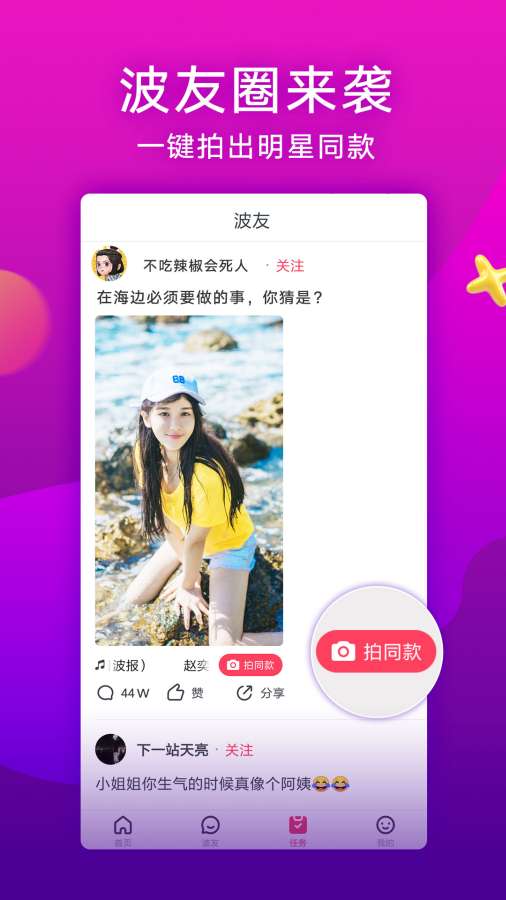 波友圈来袭
一键拍出明星同款
波友
不吃辣椒会死人 · 关注
在海边必须要做的事，你猜是？
BB
波报） 赵奕 拍同款
拍同款
44W 赞 分享
下一站天亮 · 关注
小姐姐你生气的时候真像个阿姨😂😂
首页 波友 任务 我的